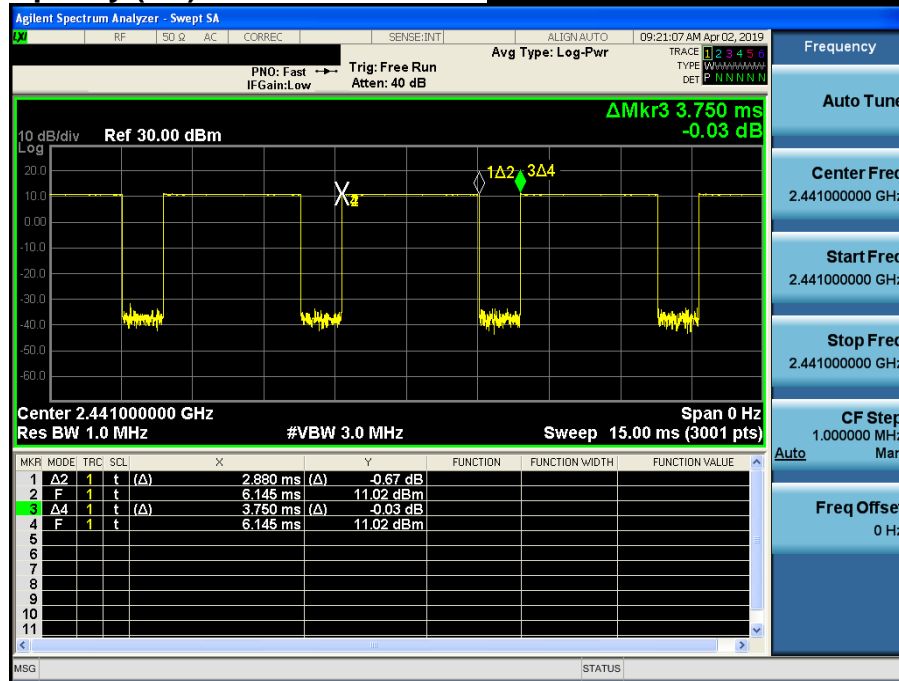 Agilent Spectrum Analyzer - Swept SA
LXI RF 50 Ω AC CORREC SENSE:INT ALIGN AUTO 09:21:07 AM Apr 02, 2019
Avg Type: Log-Pwr
TRACE 1 2 3 4 5 6
TYPE WWWWWW
DET P N N N N N
PNO: Fast
IFGain:Low
Trig: Free Run
Atten: 40 dB
ΔMkr3 3.750 ms
-0.03 dB
10 dB/div Ref 30.00 dBm
Log
20.0
10.0
0.00
-10.0
-20.0
-30.0
-40.0
-50.0
-60.0
1Δ2 3Δ4
Center 2.441000000 GHz Span 0 Hz
Res BW 1.0 MHz #VBW 3.0 MHz Sweep 15.00 ms (3001 pts)
MKR MODE TRC SCL X Y FUNCTION FUNCTION WIDTH FUNCTION VALUE
1 Δ2 1 t (Δ) 2.880 ms (Δ) -0.67 dB
2 F 1 t 6.145 ms 11.02 dBm
3 Δ4 1 t (Δ) 3.750 ms (Δ) -0.03 dB
4 F 1 t 6.145 ms 11.02 dBm
5
6
7
8
9
10
11
MSG STATUS
Frequency
Auto Tune
Center Freq
2.441000000 GHz
Start Freq
2.441000000 GHz
Stop Freq
2.441000000 GHz
CF Step
1.000000 MHz
Auto Man
Freq Offset
0 Hz